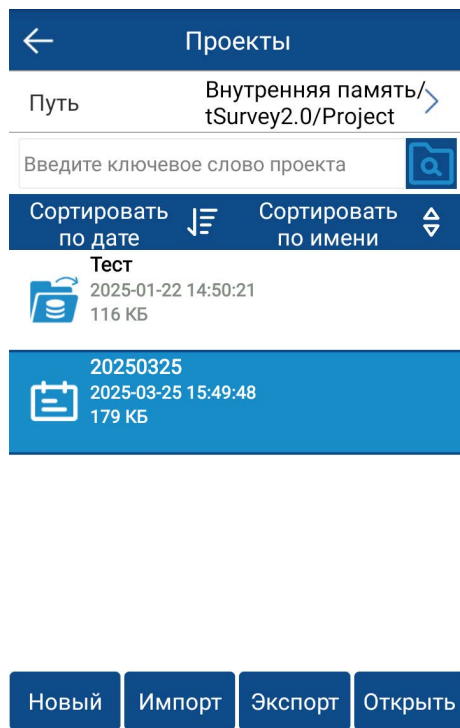 Проекты
Путь
Внутренняя память/
tSurvey2.0/Project
Введите ключевое слово проекта
Сортировать
по дате
Сортировать
по имени
Тест
2025-01-22 14:50:21
116 КБ
20250325
2025-03-25 15:49:48
179 КБ
Новый
Импорт
Экспорт
Открыть